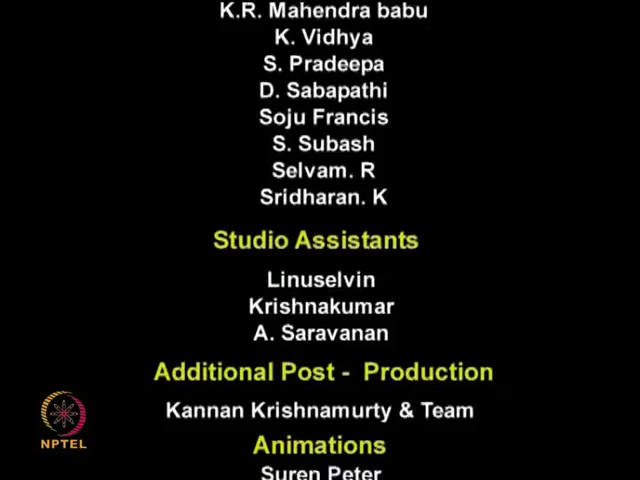 K.R. Mahendra babu
K. Vidhya
S. Pradeepa
D. Sabapathi
Soju Francis
S. Subash
Selvam. R
Sridharan. K
Studio Assistants
Linuselvin
Krishnakumar
A. Saravanan
Additional Post - Production
Kannan Krishnamurty & Team
Animations
Suren Peter
NPTEL